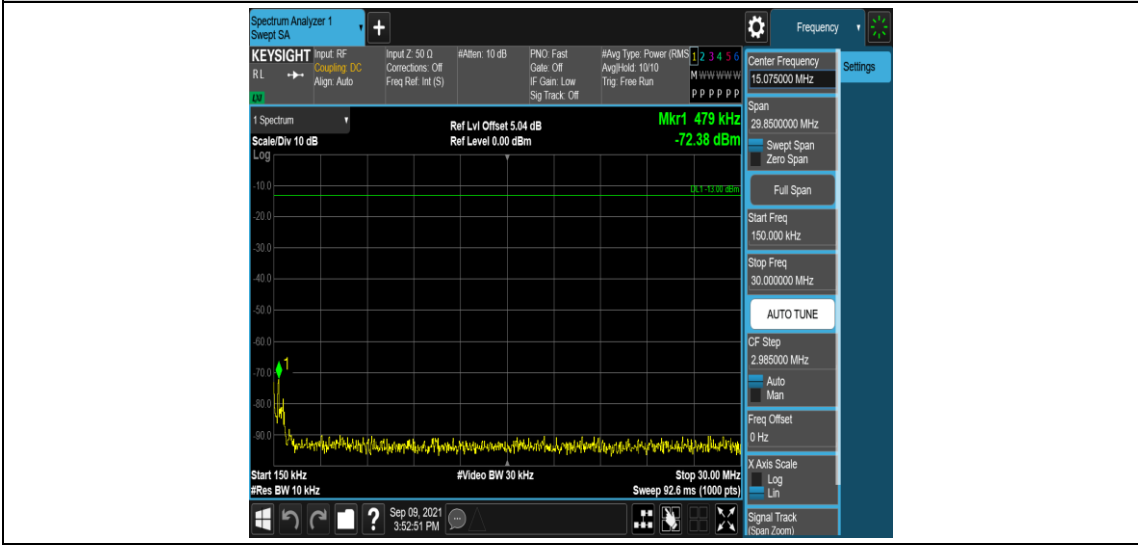 Spectrum Analyzer 1
Swept SA
+
Frequency
KEYSIGHT
RL
LM
Input: RF
Coupling: DC
Align: Auto
Input Z: 50 Ω
Corrections: Off
Freq Ref: Int (S)
#Atten: 10 dB
PNO: Fast
Gate: Off
IF Gain: Low
Sig Track: Off
#Avg Type: Power (RMS
Avg|Hold: 10/10
Trig: Free Run
1 2 3 4 5 6
M W W W W W
P P P P P P
1 Spectrum
Scale/Div 10 dB
Log
Ref Lvl Offset 5.04 dB
Ref Level 0.00 dBm
Mkr1 479 kHz
-72.38 dBm
DL1 -13.00 dBm
-10.0
-20.0
-30.0
-40.0
-50.0
-60.0
-70.0
-80.0
-90.0
1
Start 150 kHz
#Res BW 10 kHz
#Video BW 30 kHz
Stop 30.00 MHz
Sweep 92.6 ms (1000 pts)
Center Frequency
15.075000 MHz
Settings
Span
29.8500000 MHz
Swept Span
Zero Span
Full Span
Start Freq
150.000 kHz
Stop Freq
30.000000 MHz
AUTO TUNE
CF Step
2.985000 MHz
Auto
Man
Freq Offset
0 Hz
X Axis Scale
Log
Lin
Signal Track
(Span Zoom)
?
Sep 09, 2021
3:52:51 PM